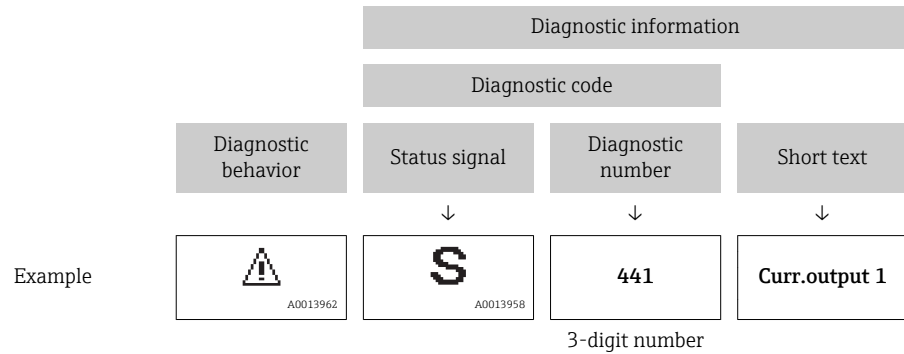 Diagnostic information
Diagnostic code
Diagnostic
behavior
Status signal
Diagnostic
number
Short text
↓ ↓ ↓
Example
A0013962
S
A0013958
441
Curr.output 1
3-digit number